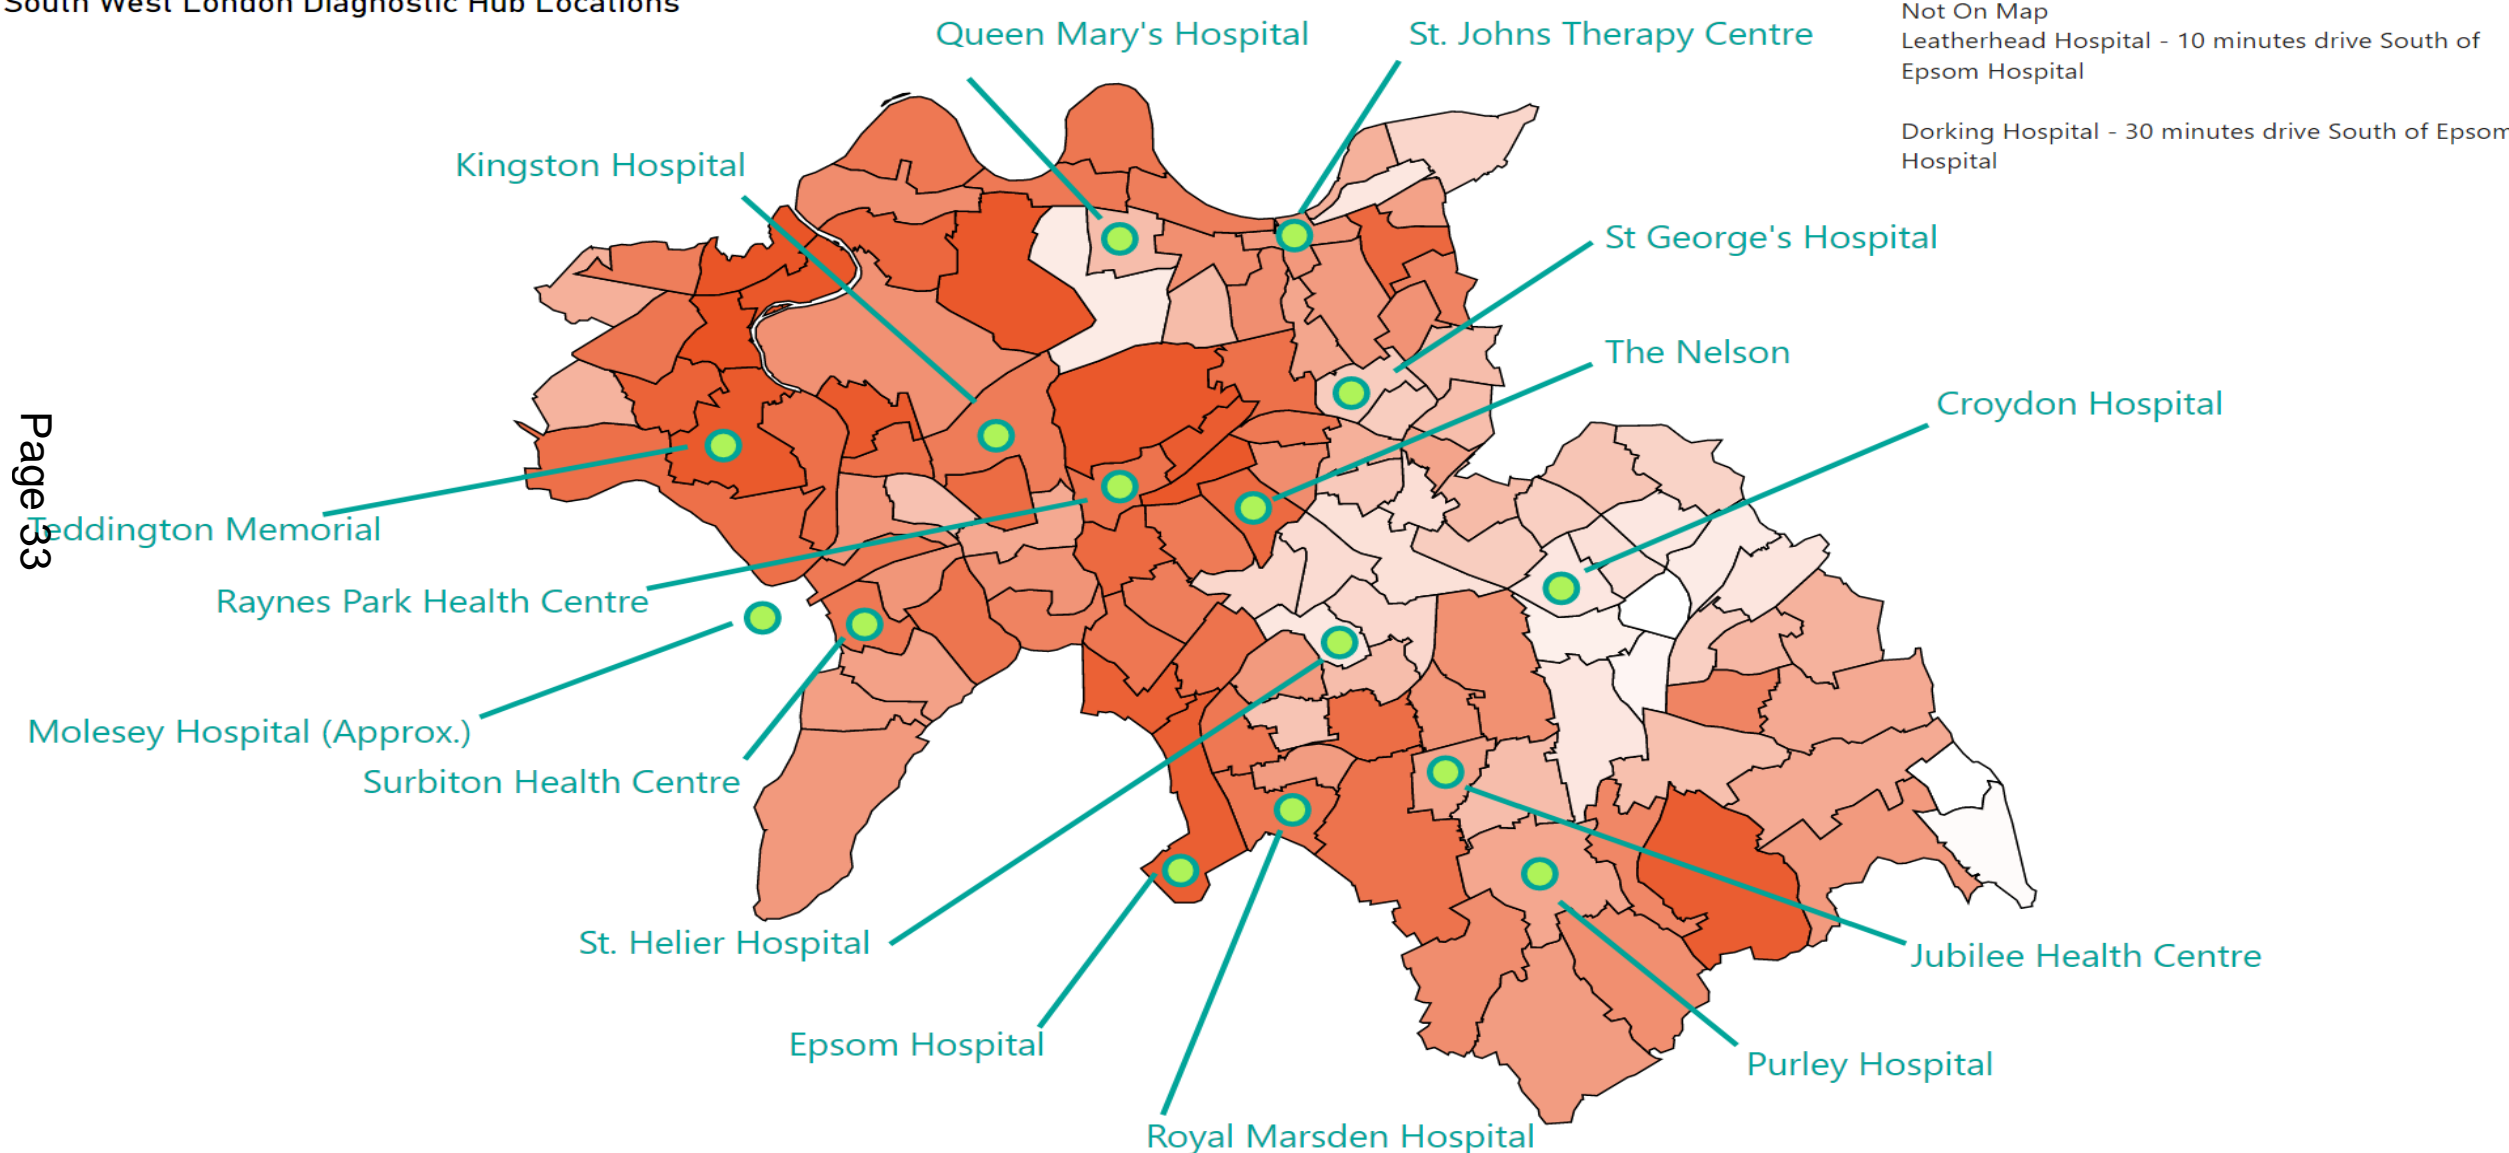 South West London Diagnostic Hub Locations
Not On Map
Leatherhead Hospital - 10 minutes drive South of
Epsom Hospital
Dorking Hospital - 30 minutes drive South of Epsom
Hospital
Queen Mary's Hospital
St. Johns Therapy Centre
Kingston Hospital
St George's Hospital
The Nelson
Croydon Hospital
Page 33
Teddington Memorial
Raynes Park Health Centre
Molesey Hospital (Approx.)
Surbiton Health Centre
St. Helier Hospital
Jubilee Health Centre
Epsom Hospital
Purley Hospital
Royal Marsden Hospital